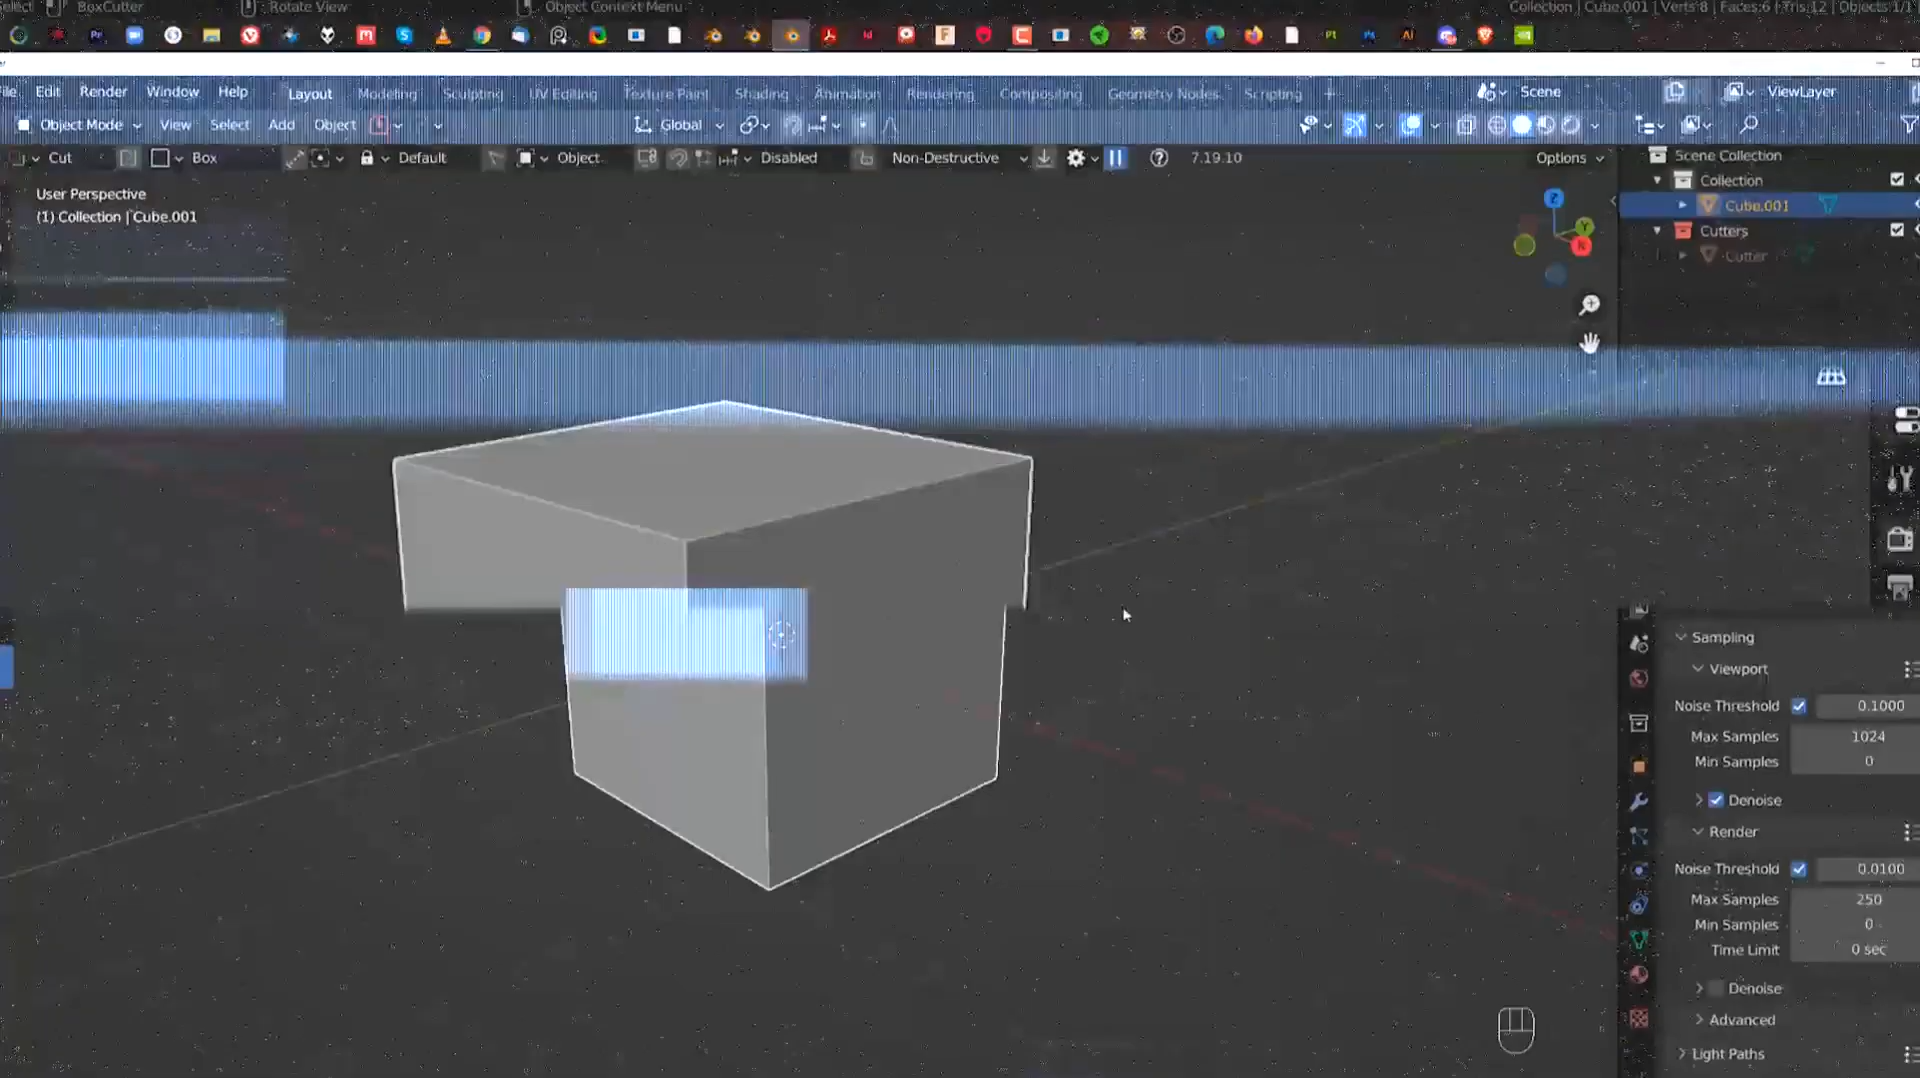 BoxCutter Rotate View Object Context Menu Collection | Cube.001 | Verts:8 | Faces:6 | Tris:12 | Objects:1/1
Edit Render Window Help Layout Modeling Sculpting UV Editing Texture Paint Shading Animation Rendering Compositing Geometry Nodes Scripting + Scene ViewLayer
Object Mode View Select Add Object Global
Cut Box Default Object Disabled Non-Destructive 7.19.10 Options
Scene Collection
User Perspective
(1) Collection | Cube.001
Collection
Cube.001
Cutters
Cutter
Sampling
Viewport
Noise Threshold 0.1000
Max Samples 1024
Min Samples 0
Denoise
Render
Noise Threshold 0.0100
Max Samples 250
Min Samples 0
Time Limit 0 sec
Denoise
Advanced
Light Paths